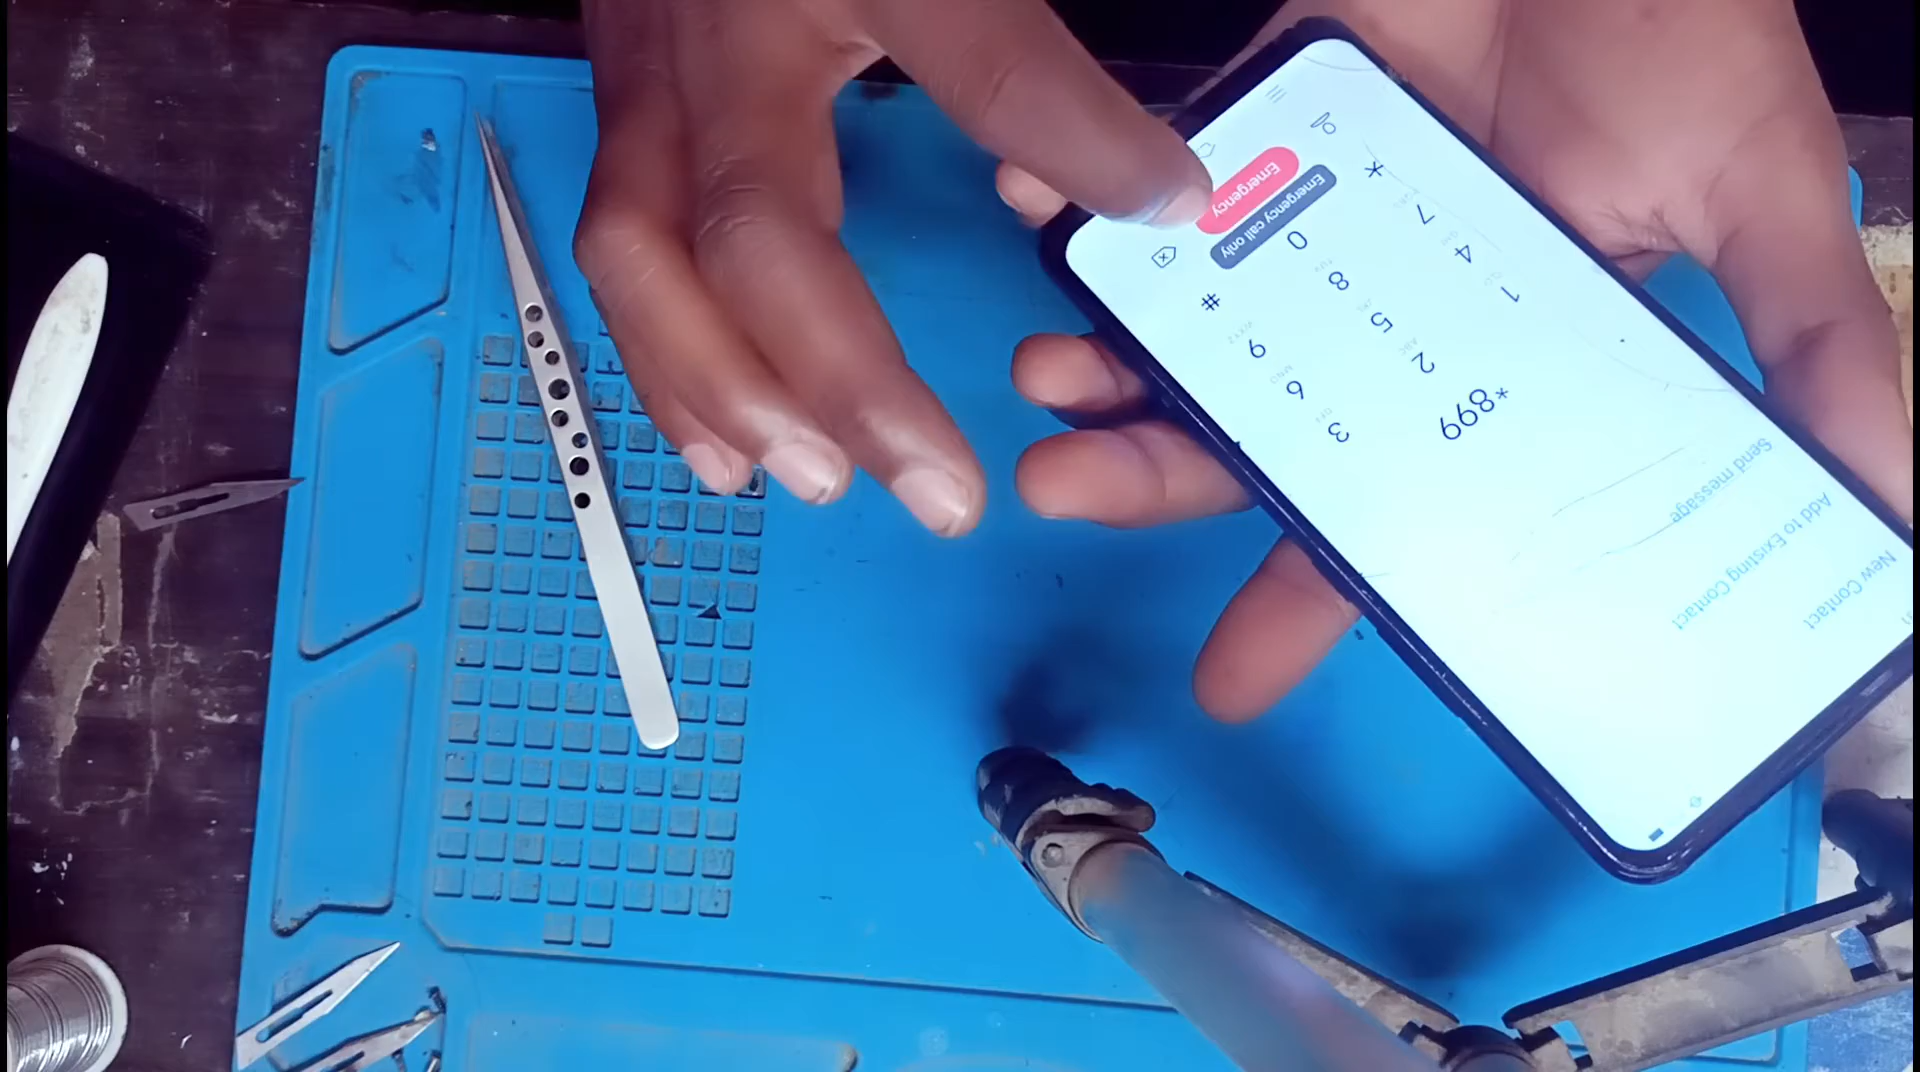 New Contact
Add to Existing Contact
Send message
*899
1
2 ABC
3 DEF
4 GHI
5 JKL
6 MNO
7
8 TUV
9 WXYZ
*
0
#
Emergency call only
Emergency